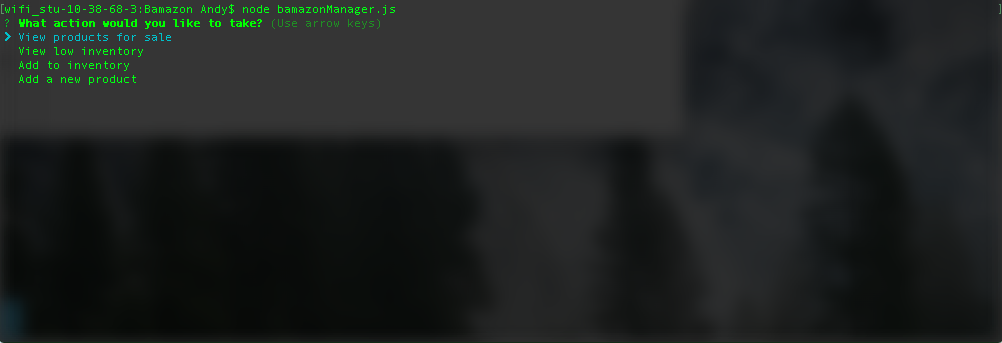 [wifi_stu-10-38-68-3:Bamazon Andy$ node bamazonManager.js ]
? What action would you like to take? (Use arrow keys)
❯ View products for sale
View low inventory
Add to inventory
Add a new product